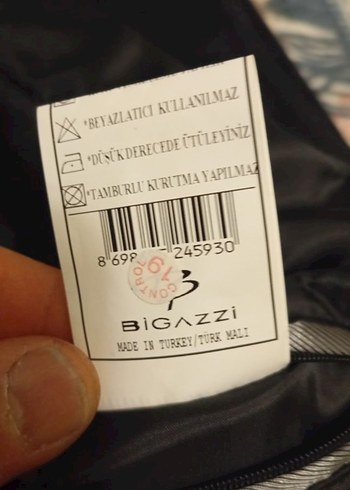 *BEYAZLATICI KULLANILMAZ
*DÜŞÜK DERECEDE ÜTÜLEYİNİZ
*TAMBURLU KURUTMA YAPILMAZ
8 698 245930
CONTROL 19
BİGAZZİ
MADE IN TURKEY/TÜRK MALI